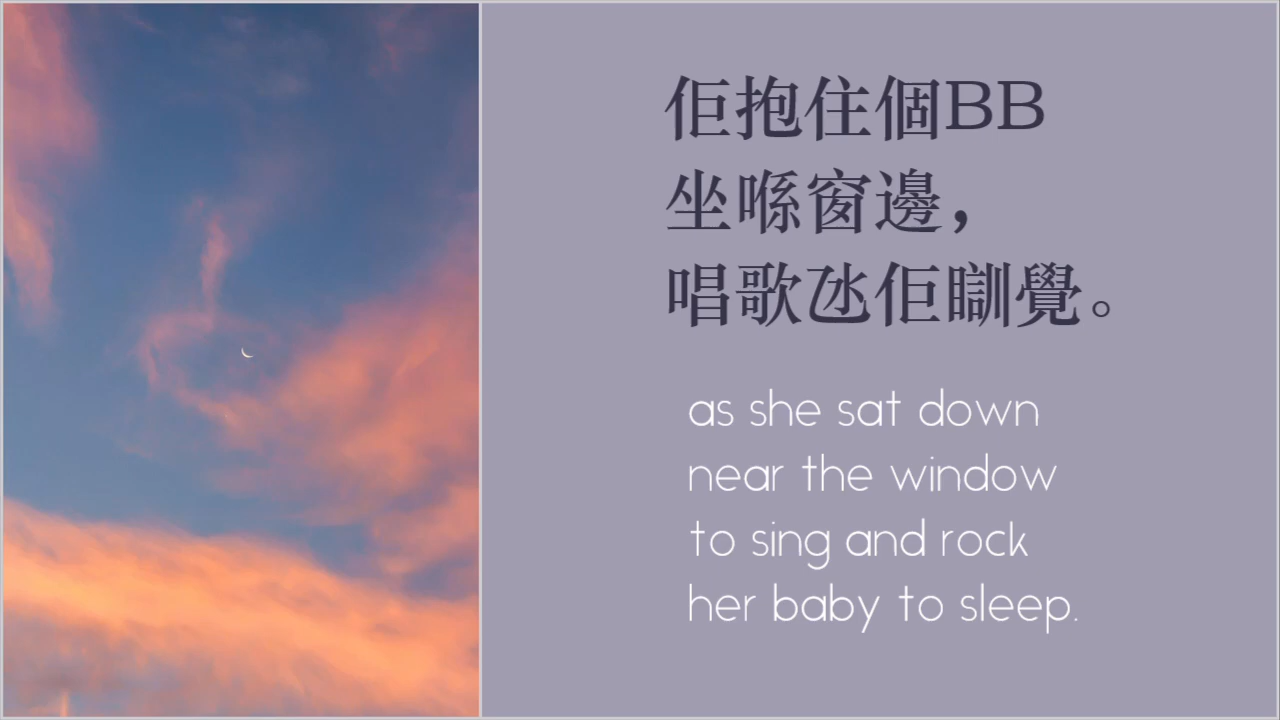 佢抱住個BB
坐喺窗邊，
唱歌氹佢瞓覺。
as she sat down
near the window
to sing and rock
her baby to sleep.